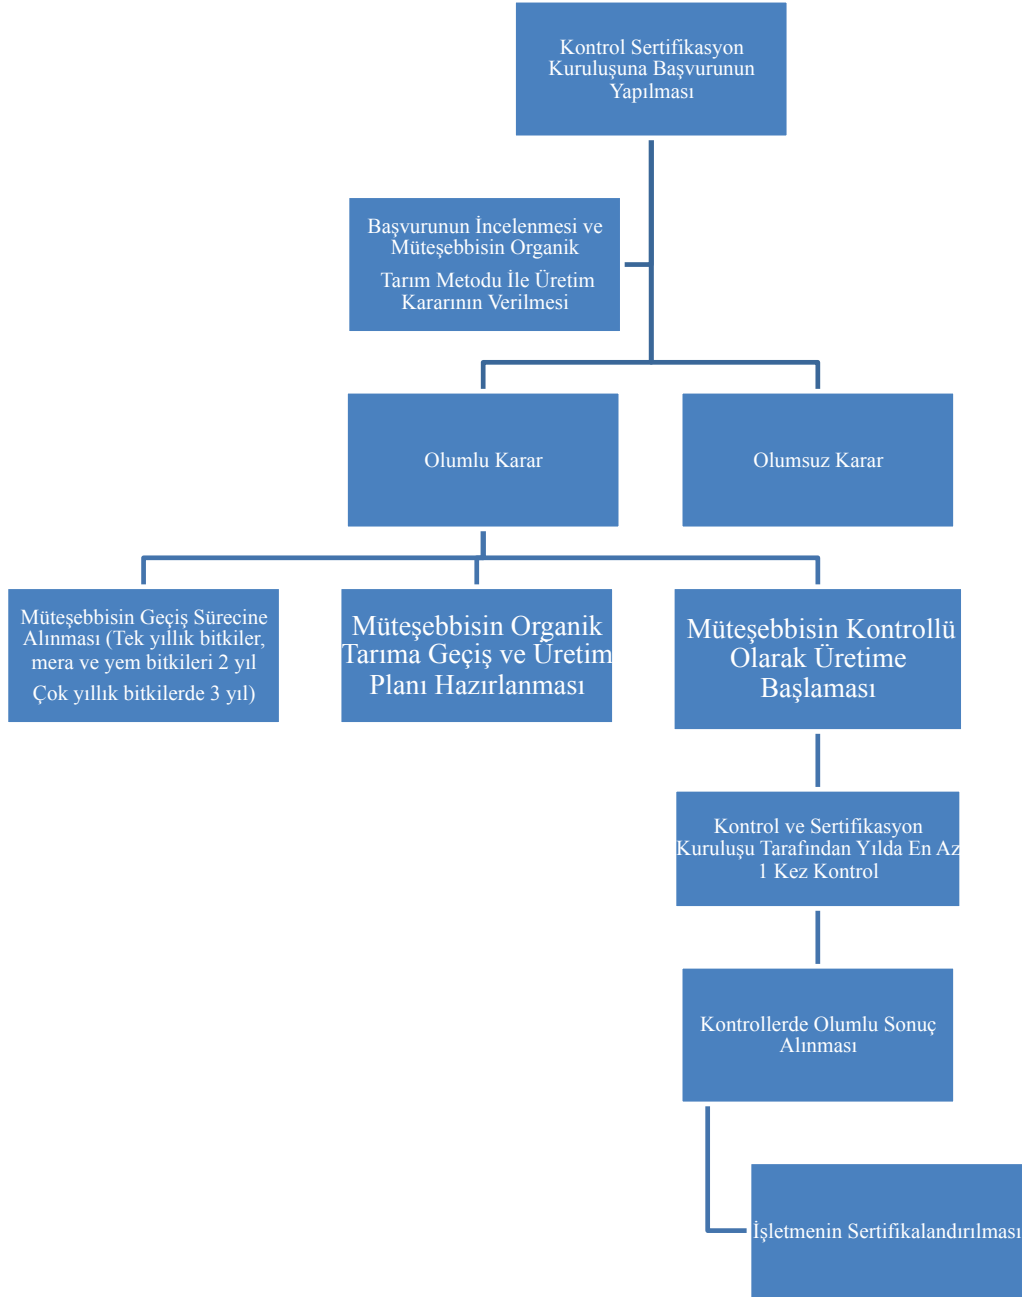 Kontrol Sertifikasyon
Kuruluşuna Başvurunun
Yapılması
Başvurunun İncelenmesi ve
Müteşebbisin Organik
Tarım Metodu İle Üretim
Kararının Verilmesi
Olumlu Karar
Olumsuz Karar
Müteşebbisin Geçiş Sürecine
Alınması (Tek yıllık bitkiler,
mera ve yem bitkileri 2 yıl
Çok yıllık bitkilerde 3 yıl)
Müteşebbisin Organik
Tarıma Geçiş ve Üretim
Planı Hazırlanması
Müteşebbisin Kontrollü
Olarak Üretime
Başlaması
Kontrol ve Sertifikasyon
Kuruluşu Tarafından Yılda En Az
1 Kez Kontrol
Kontrollerde Olumlu Sonuç
Alınması
İşletmenin Sertifikalandırılması